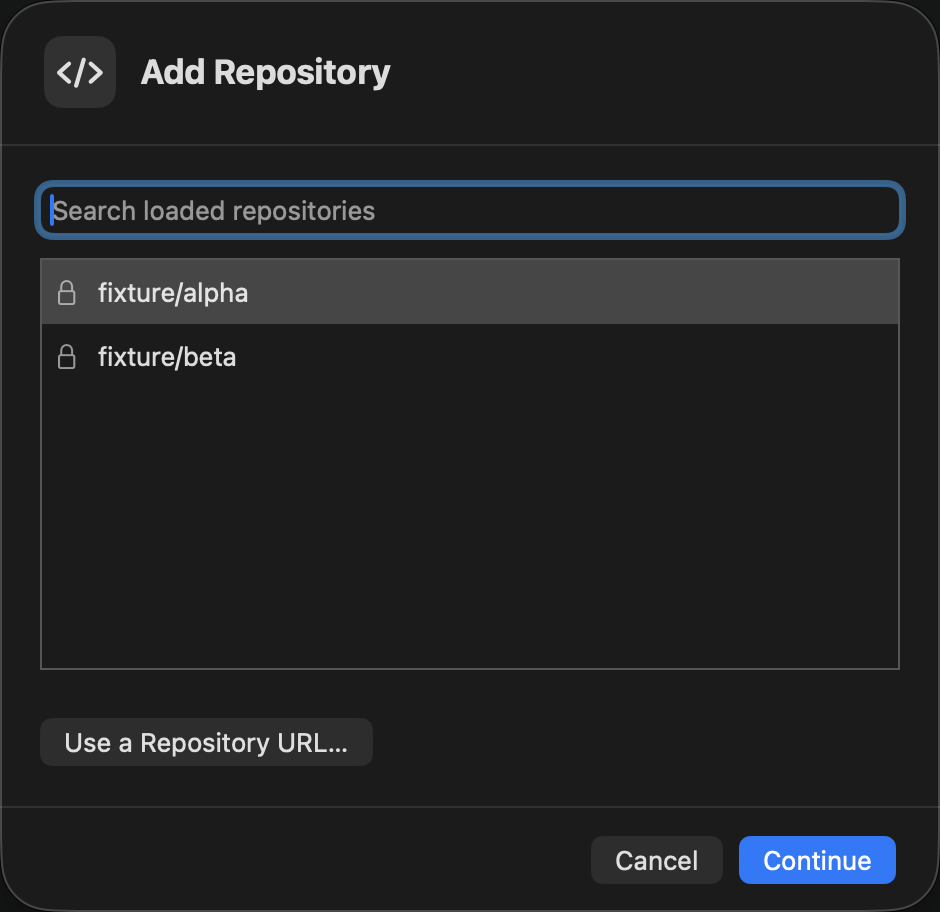 </> Add Repository
Search loaded repositories
fixture/alpha
fixture/beta
Use a Repository URL...
Cancel Continue